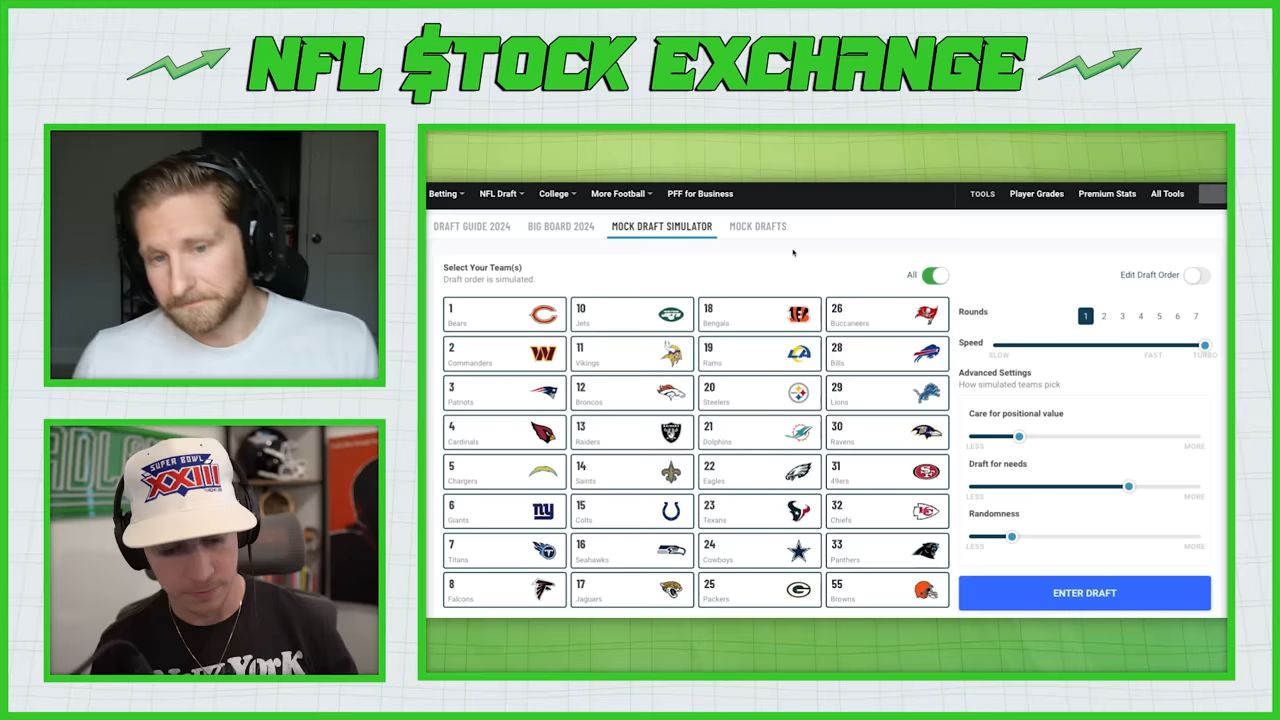 NFL $TOCK EXCHANGE
Betting NFL Draft College More Football PFF for Business TOOLS Player Grades Premium Stats All Tools
DRAFT GUIDE 2024 BIG BOARD 2024 MOCK DRAFT SIMULATOR MOCK DRAFTS
Select Your Team(s)
Draft order is simulated.
All
Edit Draft Order
1 10 18 26
Bears Jets Bengals Buccaneers
2 11 19 28
Commanders Vikings Rams Bills
3 12 20 29
Patriots Broncos Steelers Lions
4 13 21 30
Cardinals Raiders Dolphins Ravens
5 14 22 31
Chargers Saints Eagles 49ers
6 15 23 32
Giants Colts Texans Chiefs
7 16 24 33
Titans Seahawks Cowboys Panthers
8 17 25 55
Falcons Jaguars Packers Browns
Rounds 1 2 3 4 5 6 7
Speed
SLOW FAST TURBO
Advanced Settings
How simulated teams pick
Care for positional value
LESS MORE
Draft for needs
LESS MORE
Randomness
LESS MORE
ENTER DRAFT
SUPER BOWL
XXIII
New York